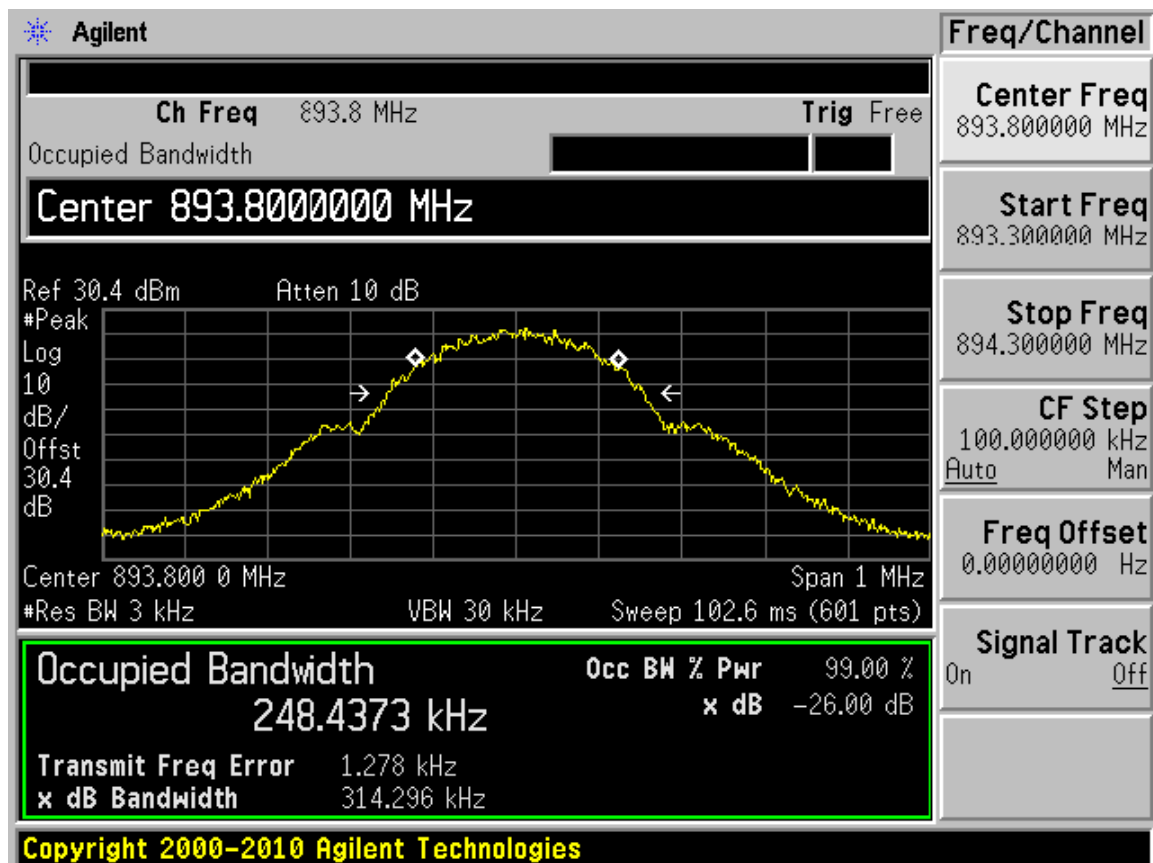 Agilent
Freq/Channel
Ch Freq 893.8 MHz Trig Free
Occupied Bandwidth
Center 893.8000000 MHz
Ref 30.4 dBm Atten 10 dB
#Peak
Log
10
dB/
Offst
30.4
dB
Center 893.800 0 MHz Span 1 MHz
#Res BW 3 kHz VBW 30 kHz Sweep 102.6 ms (601 pts)
Occupied Bandwidth
248.4373 kHz
Occ BW % Pwr 99.00 %
x dB -26.00 dB
Transmit Freq Error 1.278 kHz
x dB Bandwidth 314.296 kHz
Center Freq
893.800000 MHz
Start Freq
893.300000 MHz
Stop Freq
894.300000 MHz
CF Step
100.000000 kHz
Auto Man
Freq Offset
0.00000000 Hz
Signal Track
On Off
Copyright 2000-2010 Agilent Technologies